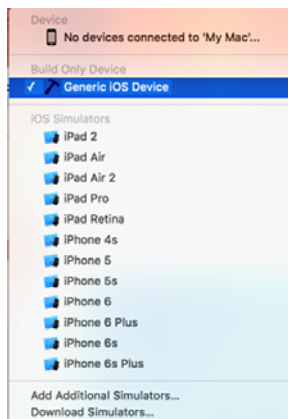 Device
No devices connected to 'My Mac'...
Build Only Device
Generic iOS Device
iOS Simulators
iPad 2
iPad Air
iPad Air 2
iPad Pro
iPad Retina
iPhone 4s
iPhone 5
iPhone 5s
iPhone 6
iPhone 6 Plus
iPhone 6s
iPhone 6s Plus
Add Additional Simulators...
Download Simulators...